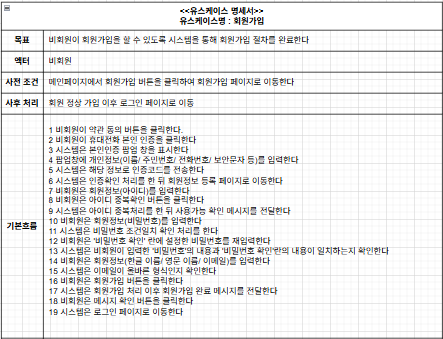 <<유스케이스 명세서>>
유스케이스명 : 회원가입
목표 비회원이 회원가입을 할 수 있도록 시스템을 통해 회원가입 절차를 완료한다
액터 비회원
사전 조건 메인페이지에서 회원가입 버튼을 클릭하여 회원가입 페이지로 이동한다
사후 처리 회원 정상 가입 이후 로그인 페이지로 이동
기본흐름
1 비회원이 약관 동의 버튼을 클릭한다.
2 비회원이 휴대전화 본인 인증을 클릭한다
3 시스템은 본인인증 팝업 창을 표시한다
4 팝업창에 개인정보(이름/ 주민번호/ 전화번호/ 보안문자 등)를 입력한다
5 시스템은 해당 정보로 인증코드를 전송한다
6 시스템은 인증확인 처리를 한 뒤 회원정보 등록 페이지로 이동한다
7 비회원은 회원정보(아이디)를 입력한다
8 비회원은 아이디 중복확인 버튼을 클릭한다
9 시스템은 아이디 중복처리를 한 뒤 사용가능 확인 메시지를 전달한다
10 비회원은 회원정보(비밀번호)를 입력한다
11 시스템은 비밀번호 조건일치 확인 처리를 한다
12 비회원은 '비밀번호 확인' 란에 설정한 비밀번호를 재입력한다
13 시스템은 비회원이 입력한 '비밀번호'의 내용과 '비밀번호 확인'란의 내용이 일치하는지 확인한다
14 비회원은 회원정보(한글 이름/ 영문 이름/ 이메일)를 입력한다
15 시스템은 이메일이 올바른 형식인지 확인한다
16 비회원은 회원가입 버튼을 클릭한다
17 시스템은 회원가입 처리 이후 회원가입 완료 메시지를 전달한다
18 비회원은 메시지 확인 버튼을 클릭한다
19 시스템은 로그인 페이지로 이동한다